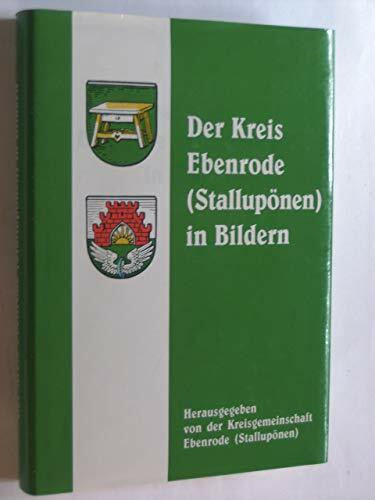 Der Kreis
Ebenrode
(Stallupönen)
in Bildern
Herausgegeben
von der Kreisgemeinschaft
Ebenrode (Stallupönen)